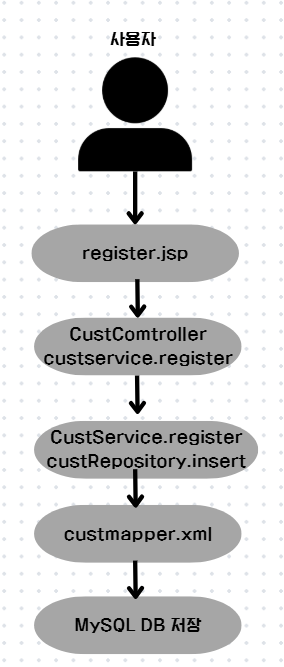 사용자
register.jsp
CustComtroller
custservice.register
CustService.register
custRepository.insert
custmapper.xml
MySQL DB 저장